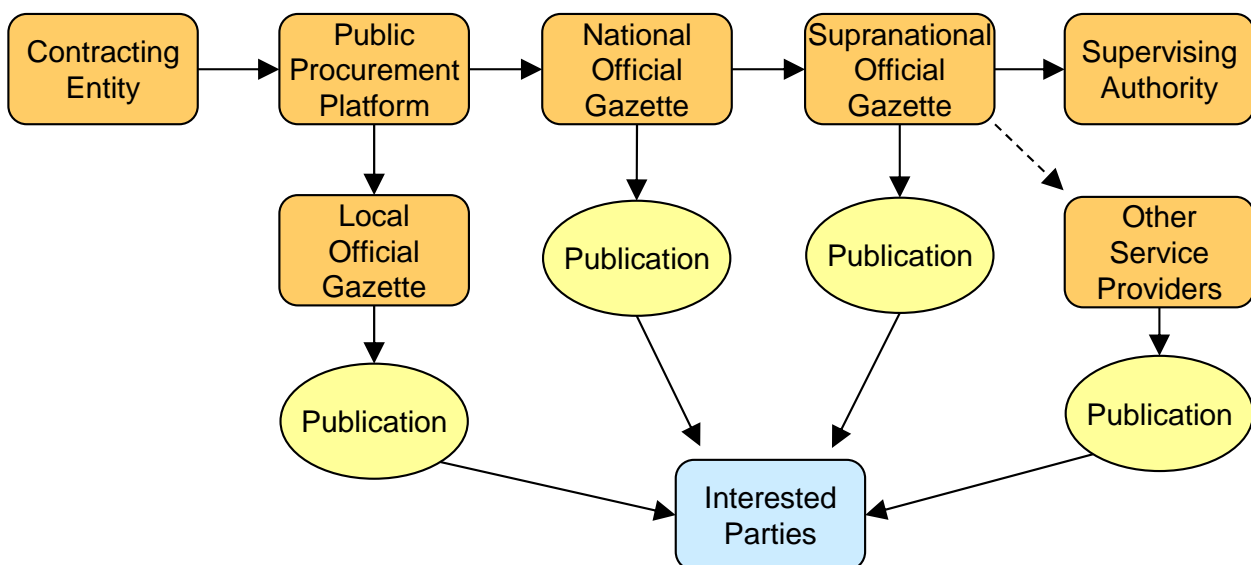 Contracting
Entity
Public
Procurement
Platform
National
Official
Gazette
Supranational
Official
Gazette
Supervising
Authority
Local
Official
Gazette
Publication
Publication
Other
Service
Providers
Publication
Publication
Interested
Parties